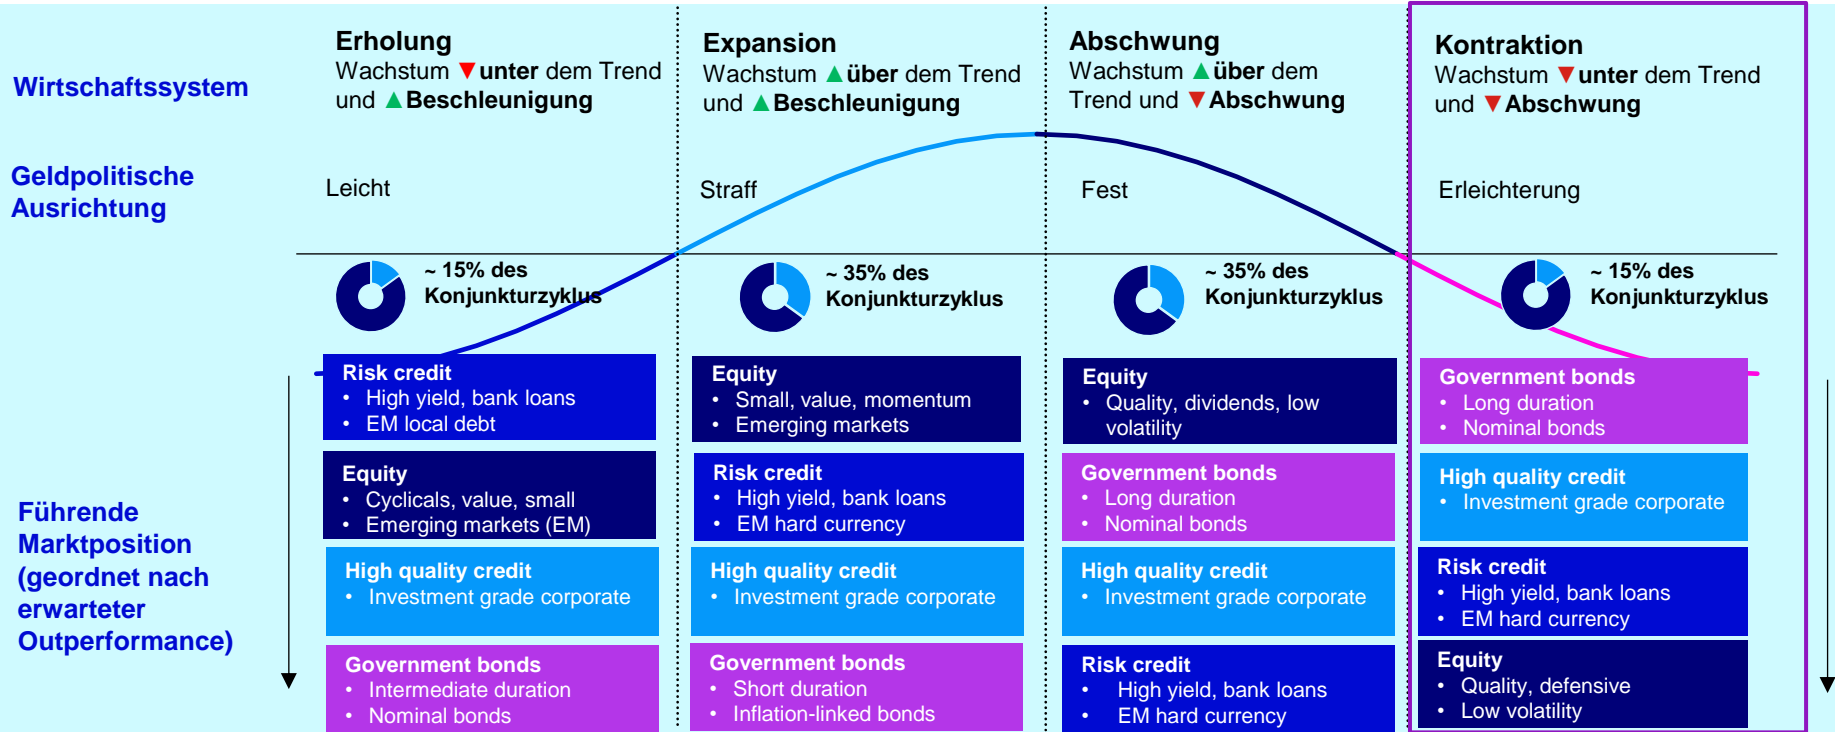 Wirtschaftssystem
Erholung
Wachstum ▼unter dem Trend
und ▲Beschleunigung
Expansion
Wachstum ▲über dem Trend
und ▲Beschleunigung
Abschwung
Wachstum ▲über dem
Trend und ▼Abschwung
Kontraktion
Wachstum ▼unter dem Trend
und ▼Abschwung
Geldpolitische
Ausrichtung
Leicht
Straff
Fest
Erleichterung
~ 15% des
Konjunkturzyklus
~ 35% des
Konjunkturzyklus
~ 35% des
Konjunkturzyklus
~ 15% des
Konjunkturzyklus
Führende
Marktposition
(geordnet nach
erwarteter
Outperformance)
Risk credit
• High yield, bank loans
• EM local debt
Equity
• Cyclicals, value, small
• Emerging markets (EM)
High quality credit
• Investment grade corporate
Government bonds
• Intermediate duration
• Nominal bonds
Equity
• Small, value, momentum
• Emerging markets
Risk credit
• High yield, bank loans
• EM hard currency
High quality credit
• Investment grade corporate
Government bonds
• Short duration
• Inflation-linked bonds
Equity
• Quality, dividends, low
volatility
Government bonds
• Long duration
• Nominal bonds
High quality credit
• Investment grade corporate
Risk credit
• High yield, bank loans
• EM hard currency
Government bonds
• Long duration
• Nominal bonds
High quality credit
• Investment grade corporate
Risk credit
• High yield, bank loans
• EM hard currency
Equity
• Quality, defensive
• Low volatility